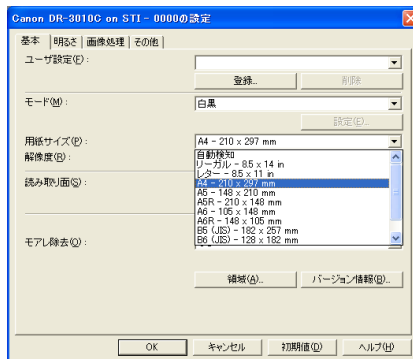 Canon DR-3010C on STI - 0000の設定
基本 明るさ 画像処理 その他
ユーザ設定(F):
登録... 削除
モード(M): 白黒
設定(E)...
用紙サイズ(P): A4 - 210 x 297 mm
解像度(R): 自動検知
リーガル - 8.5 x 14 in
レター - 8.5 x 11 in
読み取り面(S): A4 - 210 x 297 mm
A5 - 148 x 210 mm
A5R - 210 x 148 mm
A6 - 105 x 148 mm
A6R - 148 x 105 mm
モアレ除去(O): B5 (JIS) - 182 x 257 mm
B6 (JIS) - 128 x 182 mm
領域(A)... バージョン情報(B)...
OK キャンセル 初期値(D) ヘルプ(H)